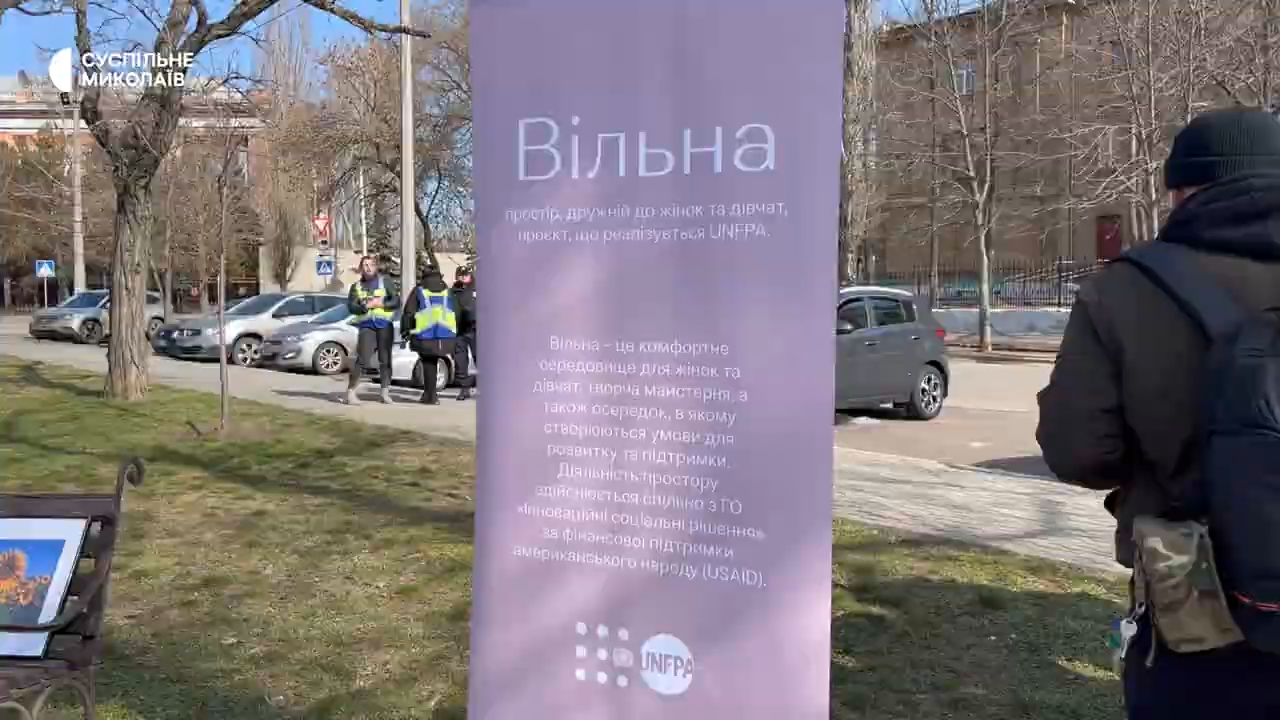 СУСПІЛЬНЕ
МИКОЛАЇВ
Вільна
простір, дружній до жінок та дівчат,
проєкт, що реалізується UNFPA.
Вільна – це комфортне
середовище для жінок та
дівчат, творча майстерня, а
також осередок, в якому
створюються умови для
розвитку та підтримки.
Діяльність простору
здійснюється спільно з ГО
«Інноваційні соціальні рішення»
за фінансової підтримки
американського народу (USAID).
UNFPA